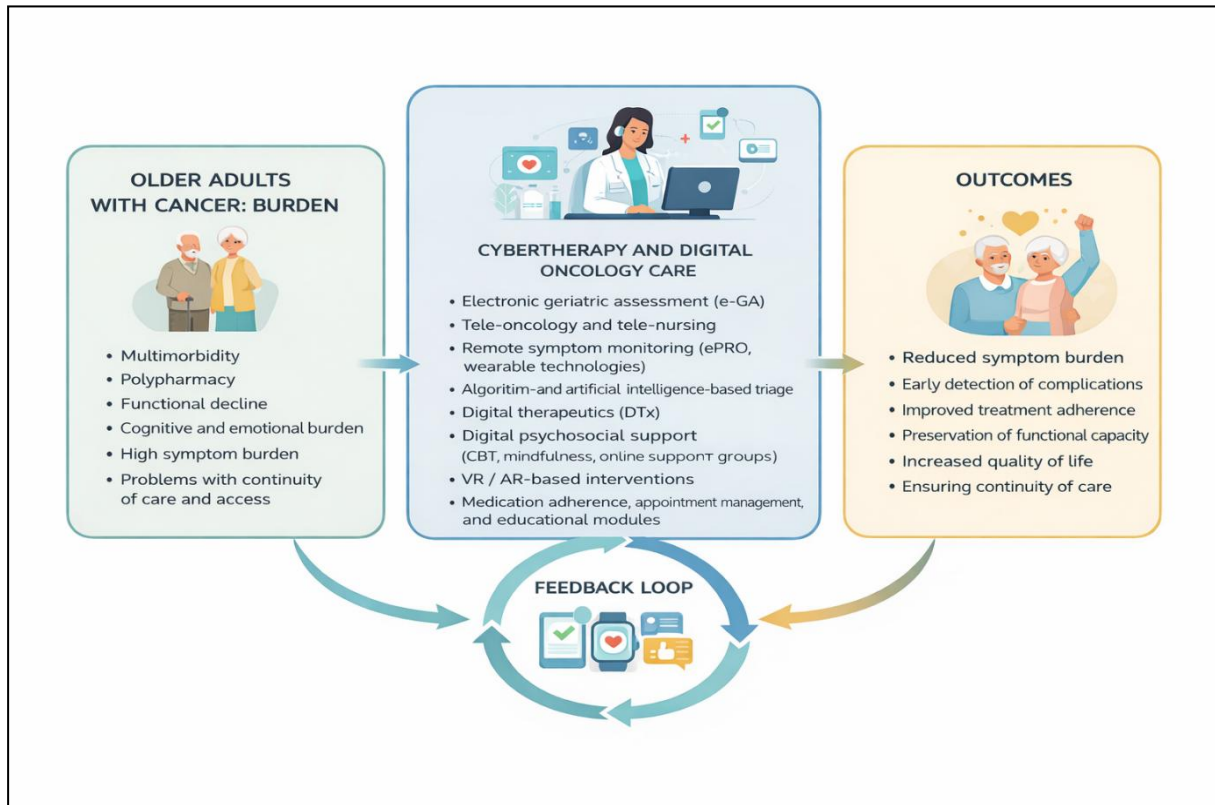 OLDER ADULTS
WITH CANCER: BURDEN
• Multimorbidity
• Polypharmacy
• Functional decline
• Cognitive and emotional burden
• High symptom burden
• Problems with continuity
of care and access
CYBERTHERAPY AND DIGITAL
ONCOLOGY CARE
• Electronic geriatric assessment (e-GA)
• Tele-oncology and tele-nursing
• Remote symptom monitoring (ePRO,
wearable technologies)
• Algoritim-and artificial intelligence-based triage
• Digital therapeutics (DTx)
• Digital psychosocial support
(CBT, mindfulness, online support groups)
• VR / AR-based interventions
• Medication adherence, appointment management,
and educational modules
OUTCOMES
• Reduced symptom burden
• Early detection of complications
• Improved treatment adherence
• Preservation of functional capacity
• Increased quality of life
• Ensuring continuity of care
FEEDBACK LOOP